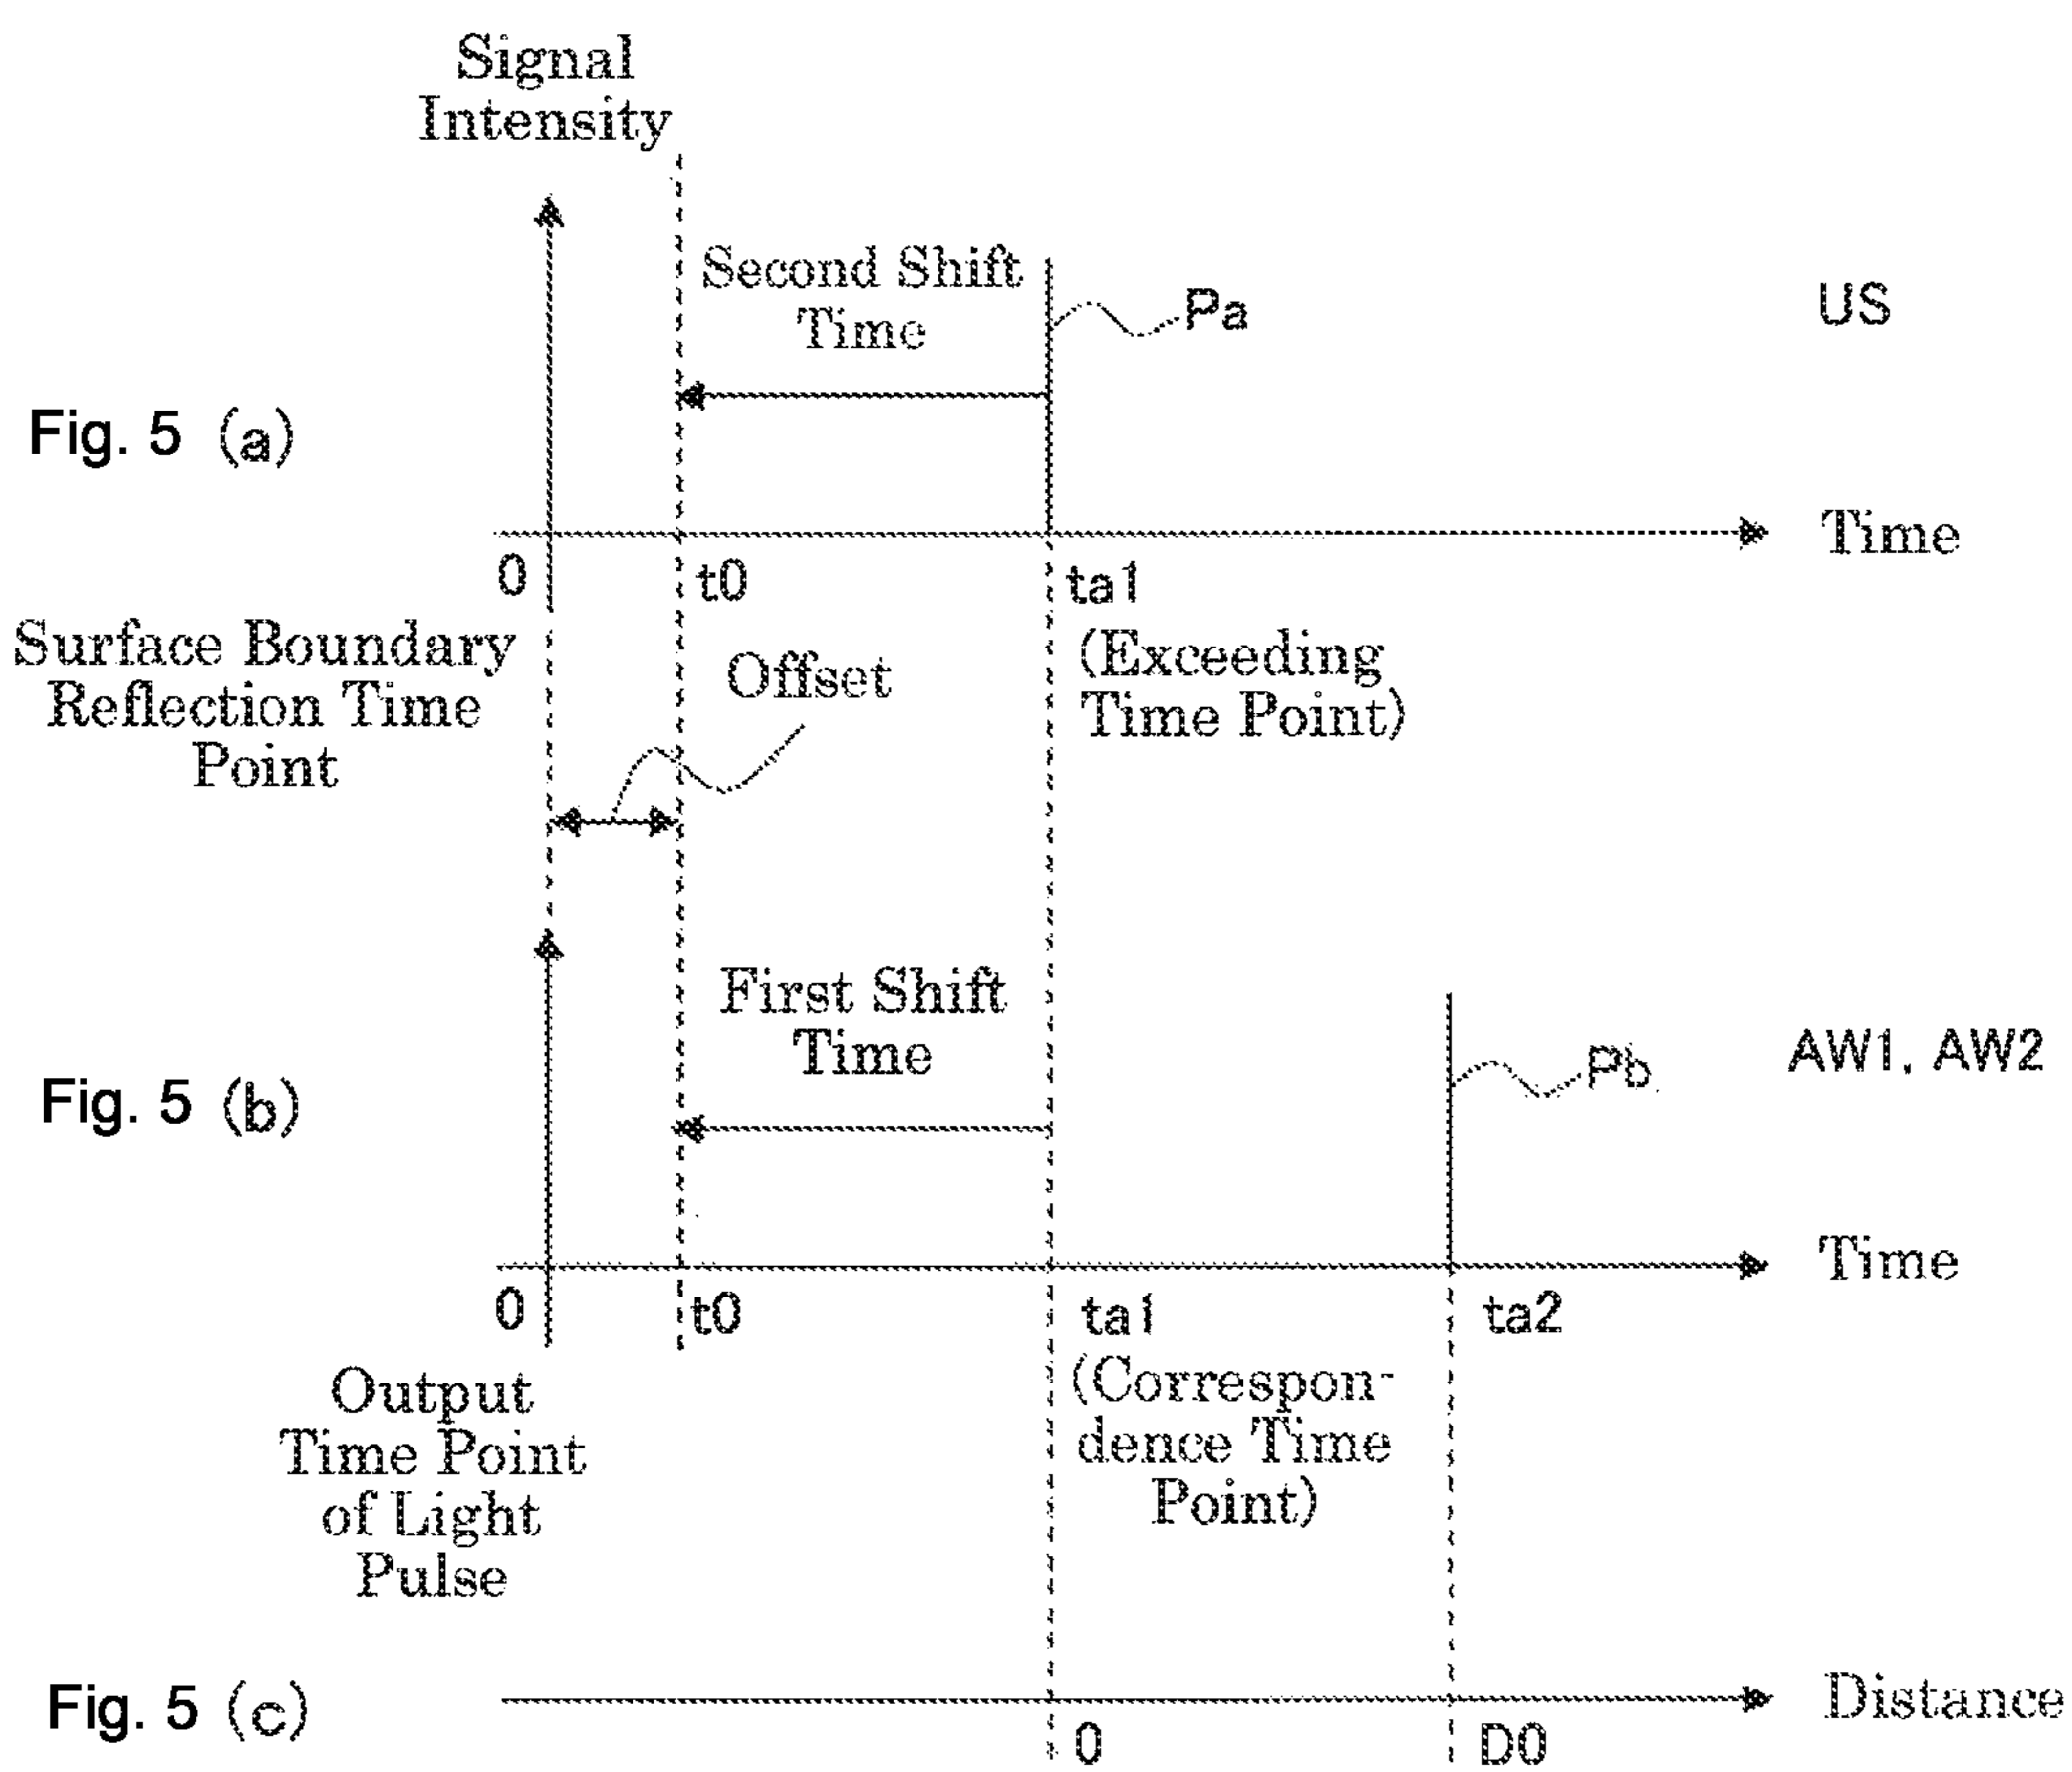 Signal
Intensity
Second Shift
Time
Pa
US
Fig. 5 (a)
Time
0
t0
ta1
Surface Boundary
Reflection Time
Point
Offset
(Exceeding
Time Point)
First Shift
Time
Pb
AW1, AW2
Fig. 5 (b)
Time
0
t0
ta1
ta2
Output
Time Point
of Light
Pulse
(Correspon-
dence Time
Point)
Fig. 5 (c)
Distance
0
D0